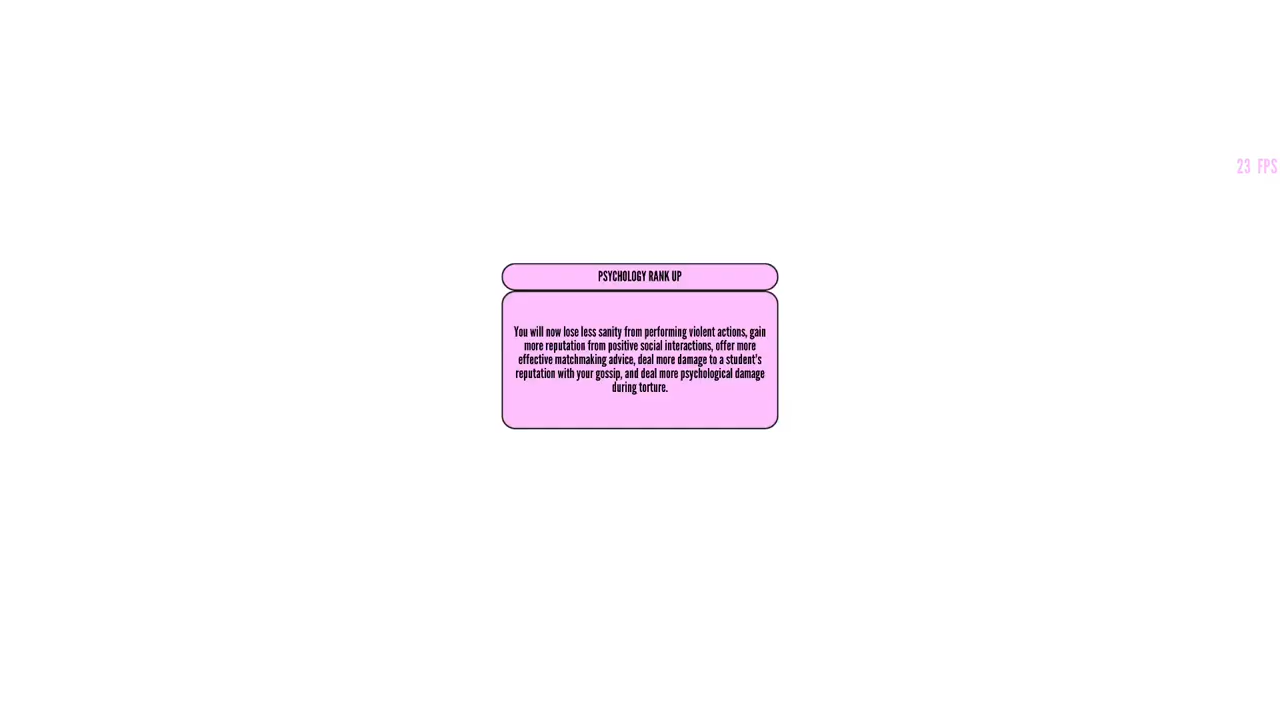 23 FPS
PSYCHOLOGY RANK UP
You will now lose less sanity from performing violent actions, gain
more reputation from positive social interactions, offer more
effective matchmaking advice, deal more damage to a student's
reputation with your gossip, and deal more psychological damage
during torture.